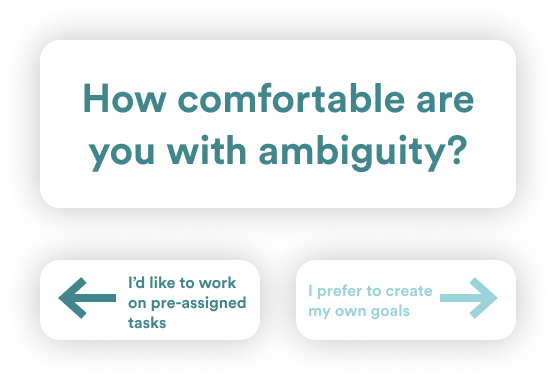 How comfortable are
you with ambiguity?
I’d like to work
on pre-assigned
tasks
I prefer to create
my own goals